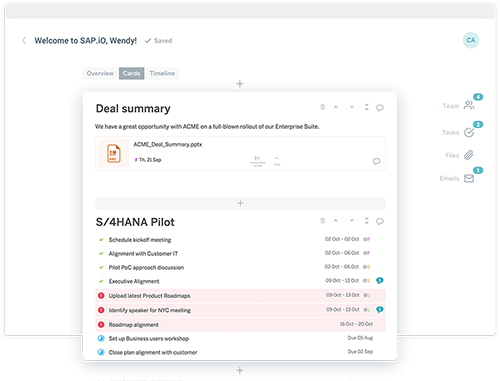 Welcome to SAP.iO, Wendy! Saved
CA
Overview Cards Timeline
Deal summary
We have a great opportunity with ACME on a full-blown rollout of our Enterprise Suite.
ACME_Deal_Summary.pptx
Th, 21 Sep
Team 4
Tasks 2
Files
Emails 1
S/4HANA Pilot
Schedule kickoff meeting 02 Oct - 02 Oct
Alignment with Customer IT 02 Oct - 06 Oct
Pilot PoC approach discussion 02 Oct - 06 Oct
Executive Alignment 09 Oct - 13 Oct
Upload latest Product Roadmaps 09 Oct - 13 Oct
Identify speaker for NYC meeting 09 Oct - 13 Oct
Roadmap alignment 16 Oct - 20 Oct
Set up Business users workshop Due 05 Aug
Close plan alignment with customer Due 02 Sep